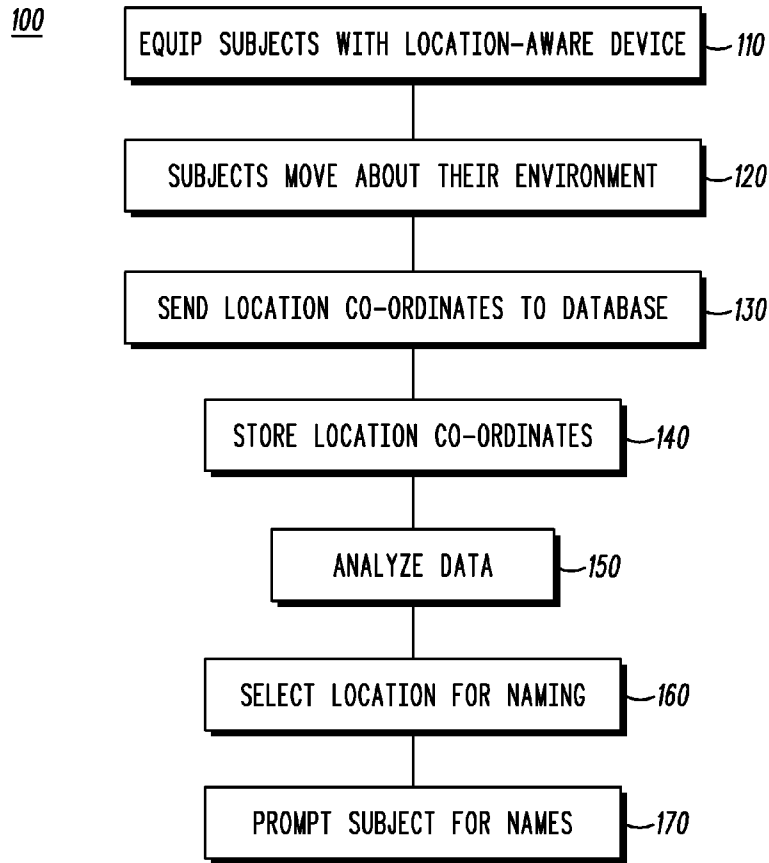 100
EQUIP SUBJECTS WITH LOCATION-AWARE DEVICE 110
SUBJECTS MOVE ABOUT THEIR ENVIRONMENT 120
SEND LOCATION CO-ORDINATES TO DATABASE 130
STORE LOCATION CO-ORDINATES 140
ANALYZE DATA 150
SELECT LOCATION FOR NAMING 160
PROMPT SUBJECT FOR NAMES 170